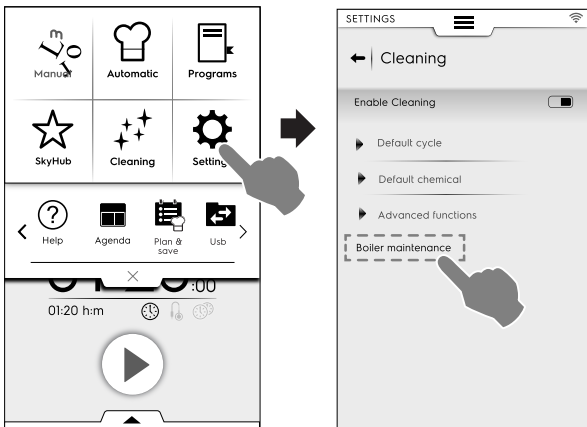 Manual
Automatic
Programs
SkyHub
Cleaning
Help
Agenda
Plan &
save
Usb
:00
01:20 h:m
SETTINGS
Cleaning
Enable Cleaning
Default cycle
Default chemical
Advanced functions
Boiler maintenance